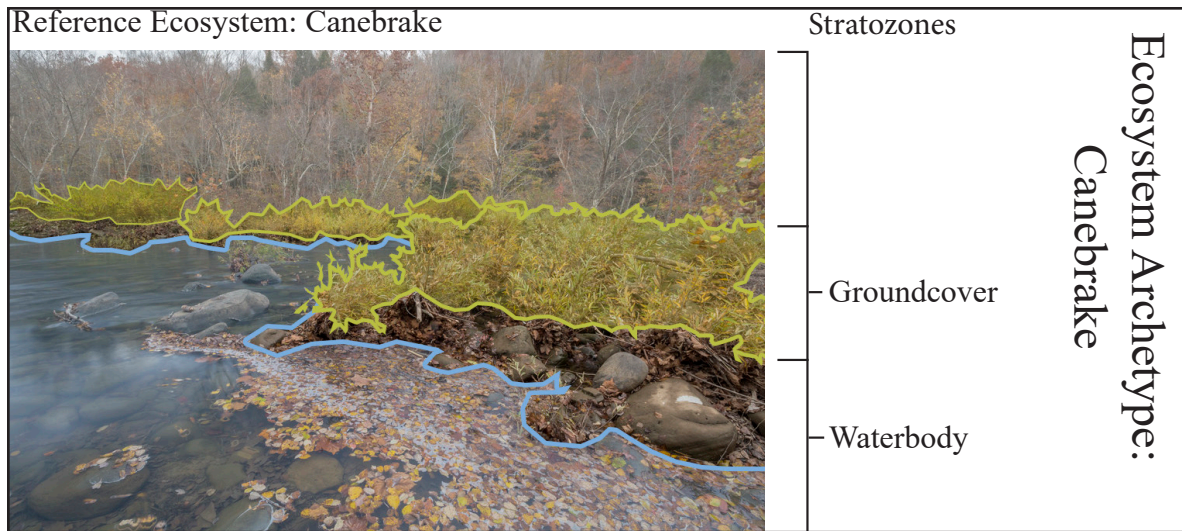 Reference Ecosystem: Canebrake
Stratozones
Groundcover
Waterbody
Ecosystem Archetype:
Canebrake